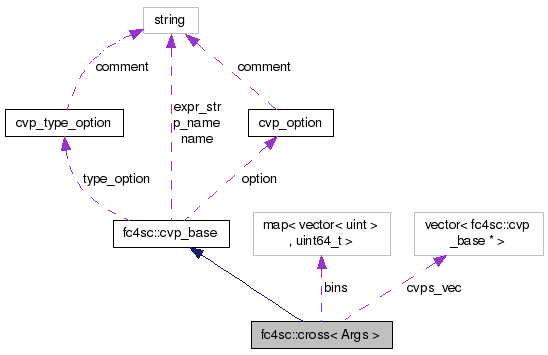 string
comment
comment
expr_str
p_name
name
cvp_type_option
cvp_option
type_option
option
fc4sc::cvp_base
map< vector< uint >
, uint64_t >
vector< fc4sc::cvp
_base * >
bins
cvps_vec
fc4sc::cross< Args >